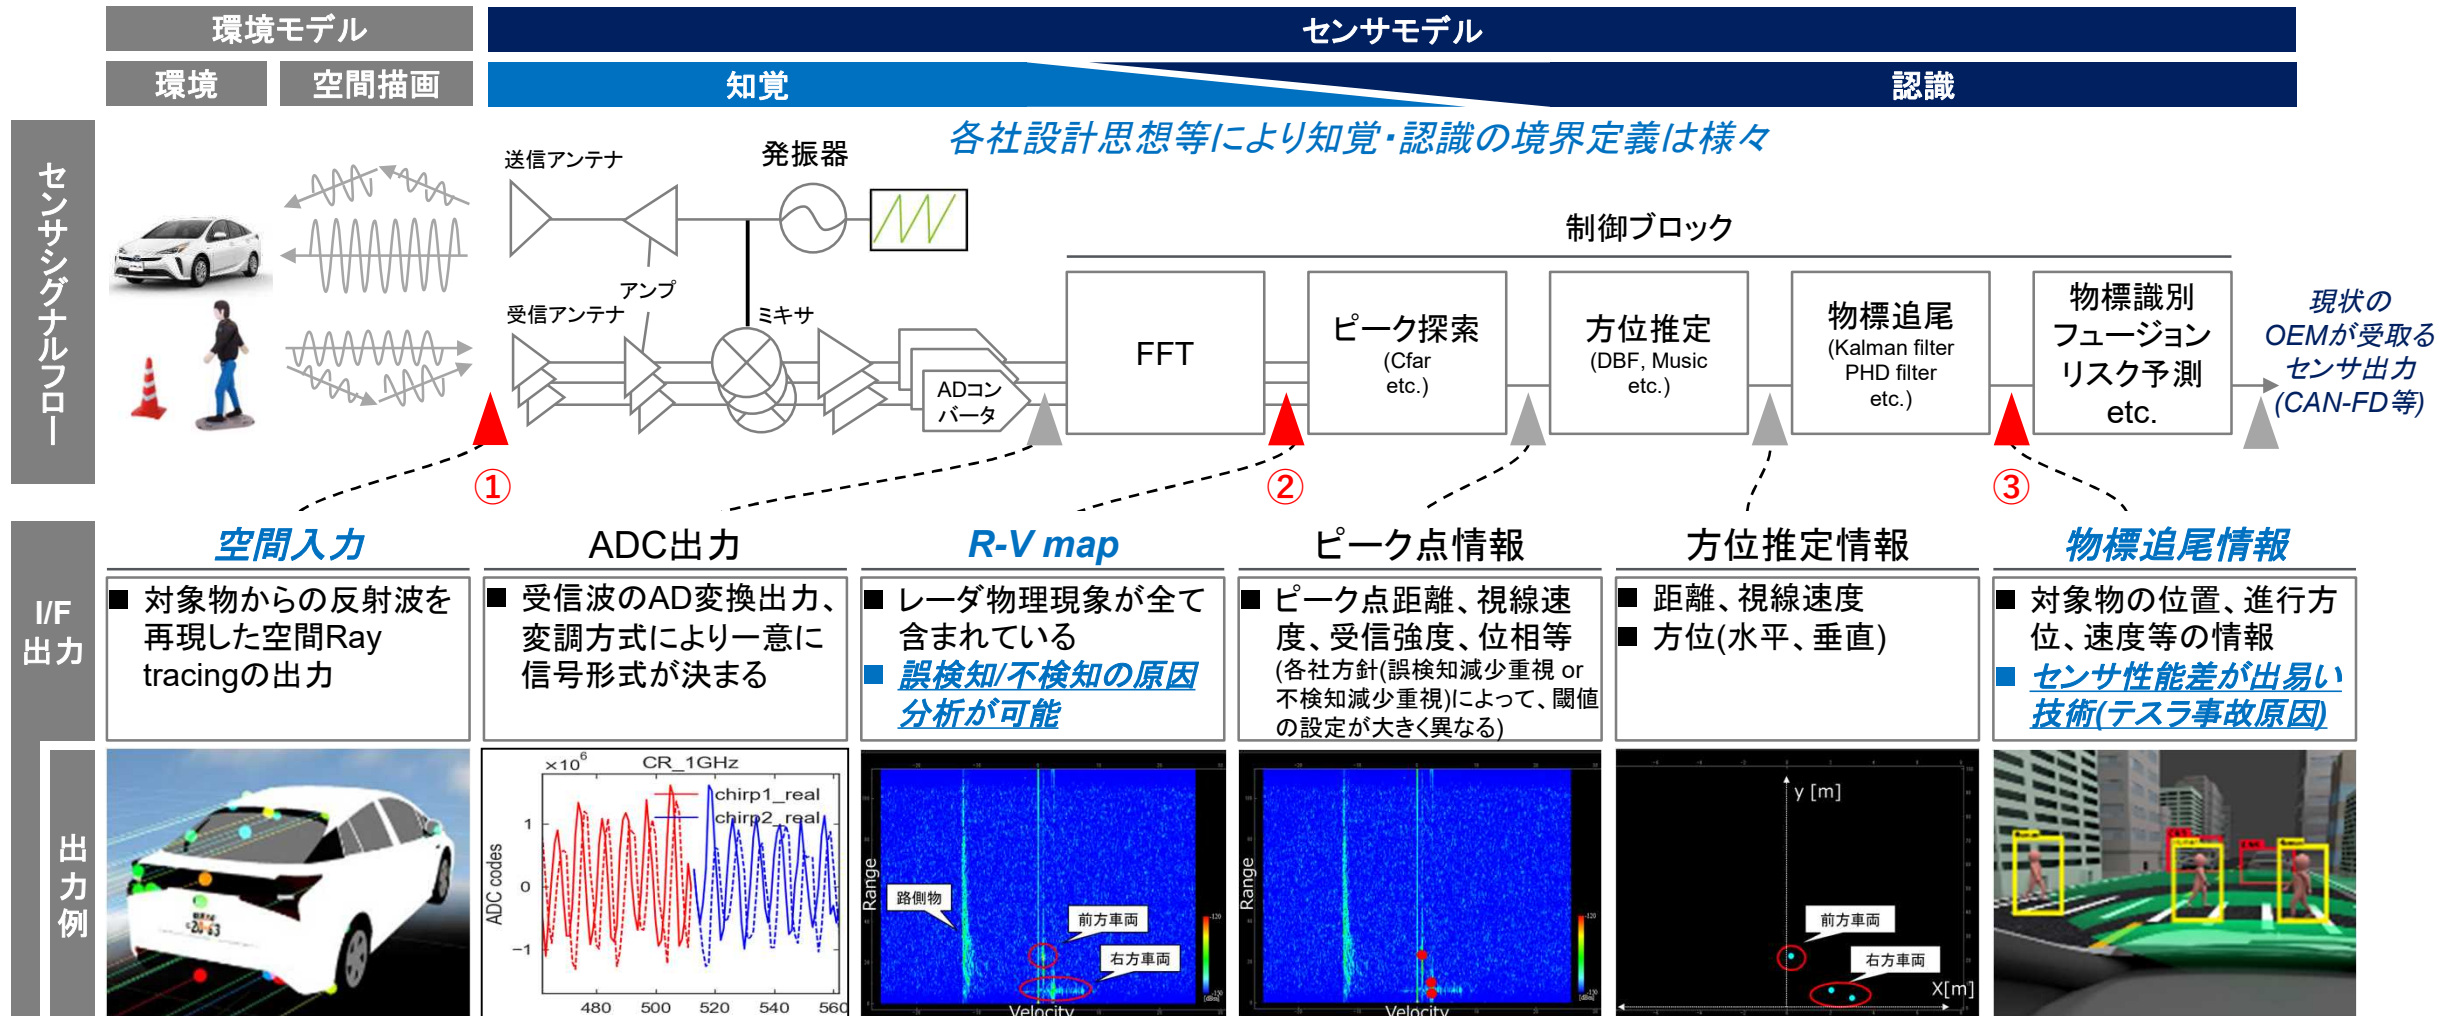 環境モデル
センサモデル
環境
空間描画
知覚
認識
センサシグナルフロー
各社設計思想等により知覚・認識の境界定義は様々
送信アンテナ
発振器
アンプ
受信アンテナ
ミキサ
ADコン
バータ
制御ブロック
FFT
ピーク探索
(Cfar
etc.)
方位推定
(DBF, Music
etc.)
物標追尾
(Kalman filter
PHD filter
etc.)
物標識別
フュージョン
リスク予測
etc.
現状の
OEMが受取る
センサ出力
(CAN-FD等)
①
②
③
I/F
出力
空間入力
■ 対象物からの反射波を
再現した空間Ray
tracingの出力
ADC出力
■ 受信波のAD変換出力、
変調方式により一意に
信号形式が決まる
R-V map
■ レーダ物理現象が全て
含まれている
■ 誤検知/不検知の原因
分析が可能
ピーク点情報
■ ピーク点距離、視線速
度、受信強度、位相等
(各社方針(誤検知減少重視 or
不検知減少重視)によって、閾値
の設定が大きく異なる)
方位推定情報
■ 距離、視線速度
■ 方位(水平、垂直)
物標追尾情報
■ 対象物の位置、進行方
位、速度等の情報
■ センサ性能差が出易い
技術(テスラ事故原因)
出力例
×10⁶
CR_1GHz
chirp1_real
chirp2_real
ADC codes
1
0
−1
480 500 520 540 560
Range
路側物
前方車両
右方車両
Velocity
Range
Velocity
y [m]
前方車両
右方車両
X[m]